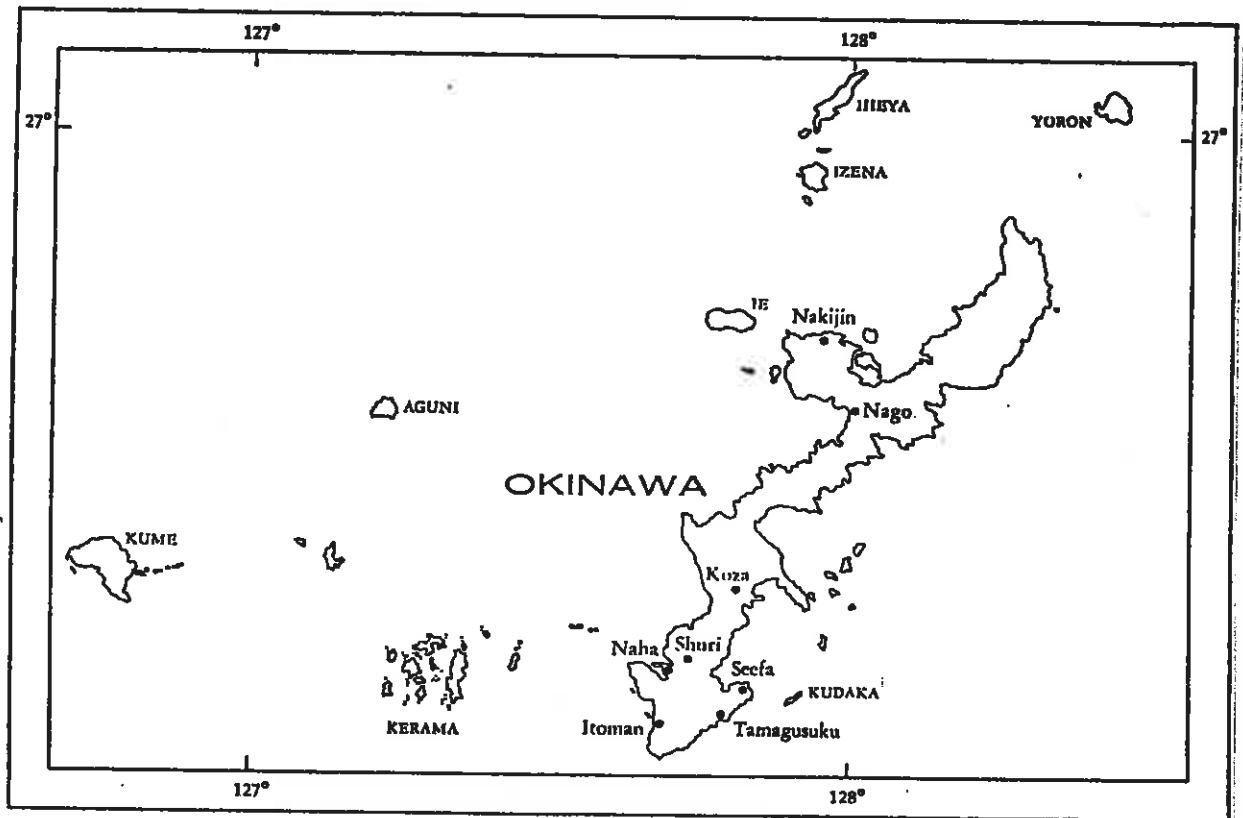 127°
128°
IHEYA
27°
YORON
27°
IZENA
IE
Nakijin
AGUNI
Nago
OKINAWA
KUME
Koza
Naha
Shuri
Seefa
KUDAKA
KERAMA
Itoman
Tamagusuku
127°
128°